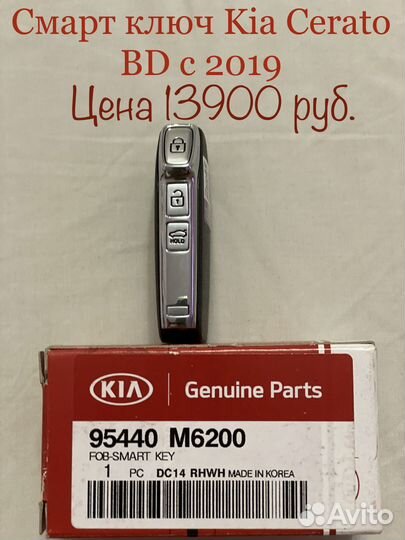 Смарт ключ Kia Cerato
BD с 2019
Цена 13900 руб.
HOLD
KIA
Genuine Parts
95440 M6200
FOB-SMART KEY
1 PC DC14 RHWH MADE IN KOREA
Avito